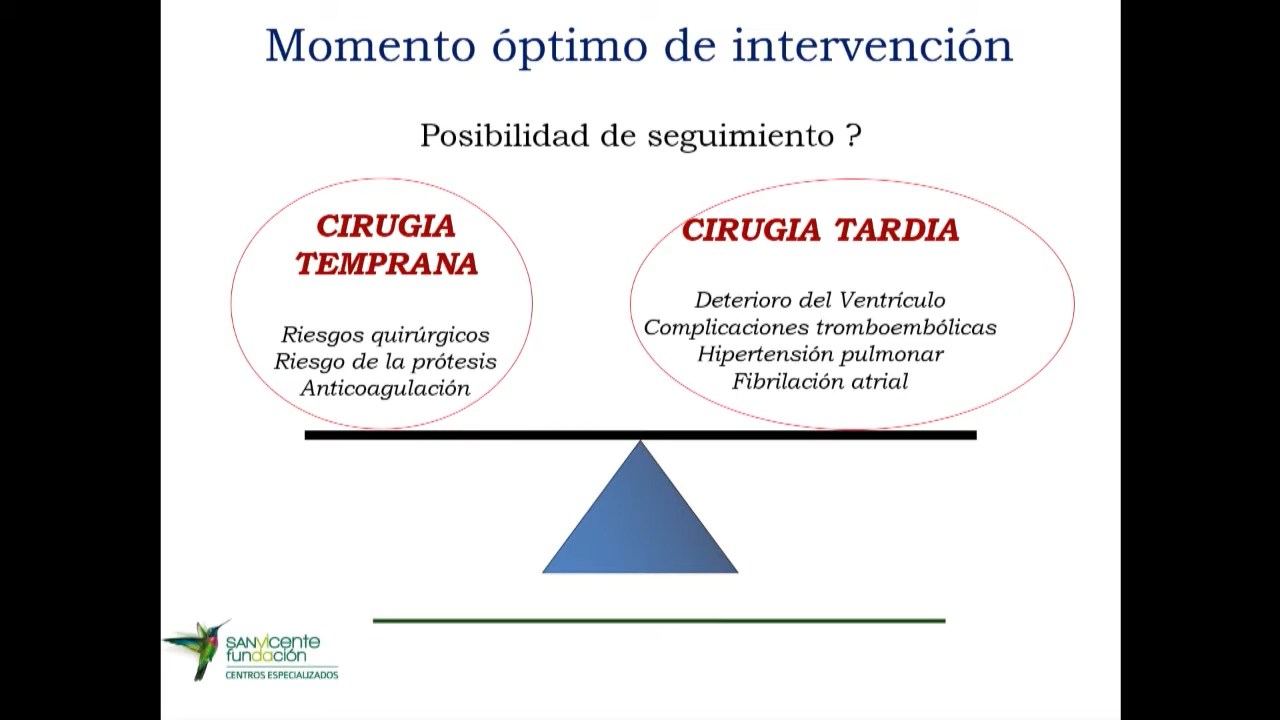 Momento óptimo de intervención
Posibilidad de seguimiento ?
CIRUGIA
TEMPRANA
Riesgos quirúrgicos
Riesgo de la prótesis
Anticoagulación
CIRUGIA TARDIA
Deterioro del Ventrículo
Complicaciones tromboembólicas
Hipertensión pulmonar
Fibrilación atrial
SANVICENTE
fUNDACIÓN
CENTROS ESPECIALIZADOS